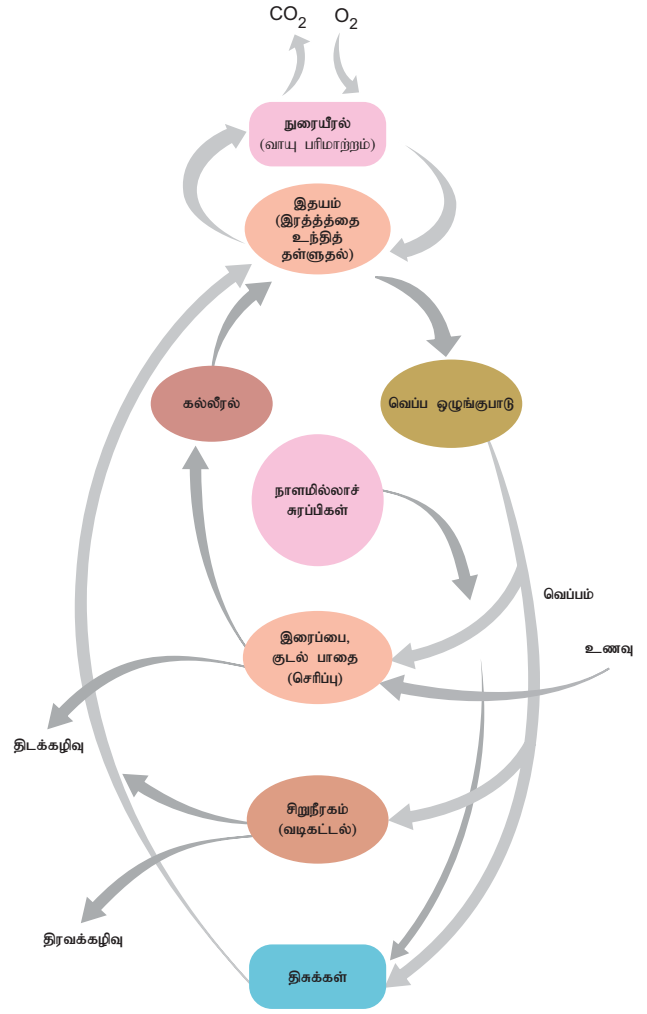 CO2 O2
நுரையீரல்
(வாயு பரிமாற்றம்)
இதயம்
(இரத்த்தை
உந்தித்
தள்ளுதல்)
கல்லீரல்
வெப்ப ஒழுங்குபாடு
நாளமில்லாச்
சுரப்பிகள்
வெப்பம்
இரைப்பை,
குடல் பாதை
(செரிப்பு)
உணவு
திடக்கழிவு
சிறுநீரகம்
(வடிகட்டல்)
திரவக்கழிவு
திசுக்கள்